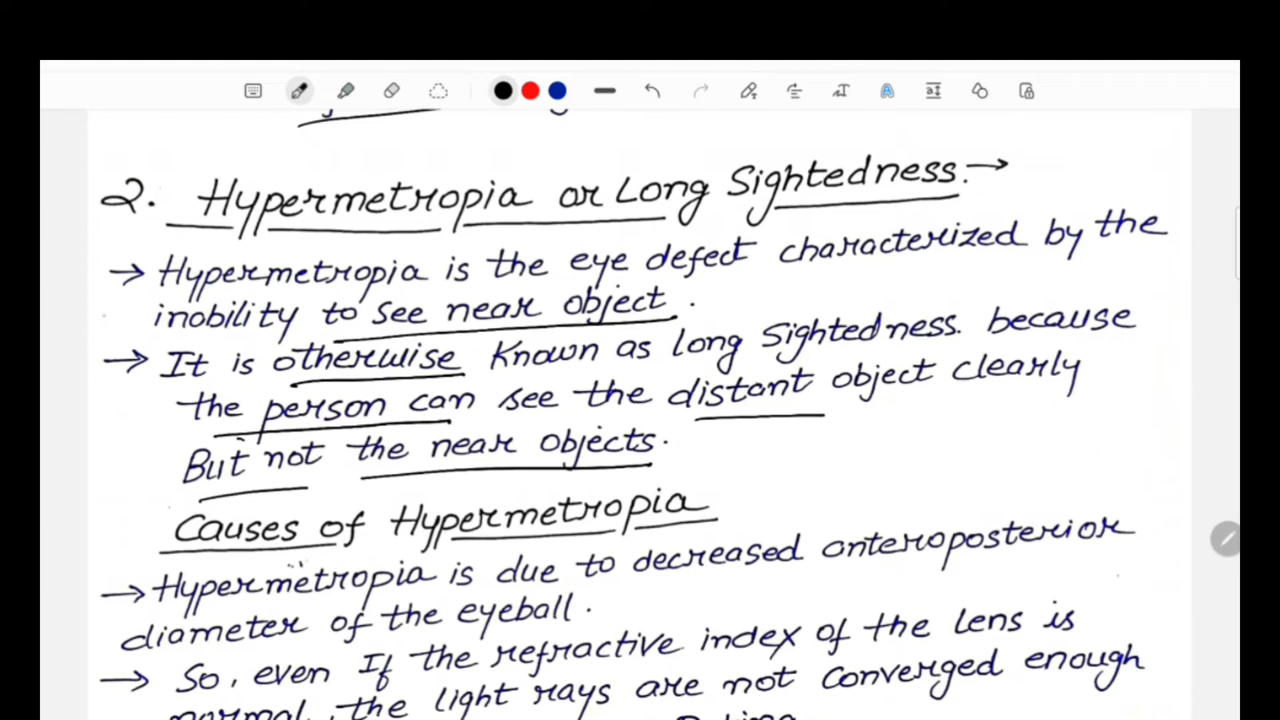 2. Hypermetropia or Long Sightedness.→
→ Hypermetropia is the eye defect characterized by the
inobility to see near object.
→ It is otherwise Known as long Sightedness. because
the person can see the distant object clearly
But not the near objects.
Causes of Hypermetropia
→ Hypermetropia is due to decreased anteroposterior
diameter of the eyeball.
→ So, even If the refractive index of the lens is
normal, the light rays are not converged enough